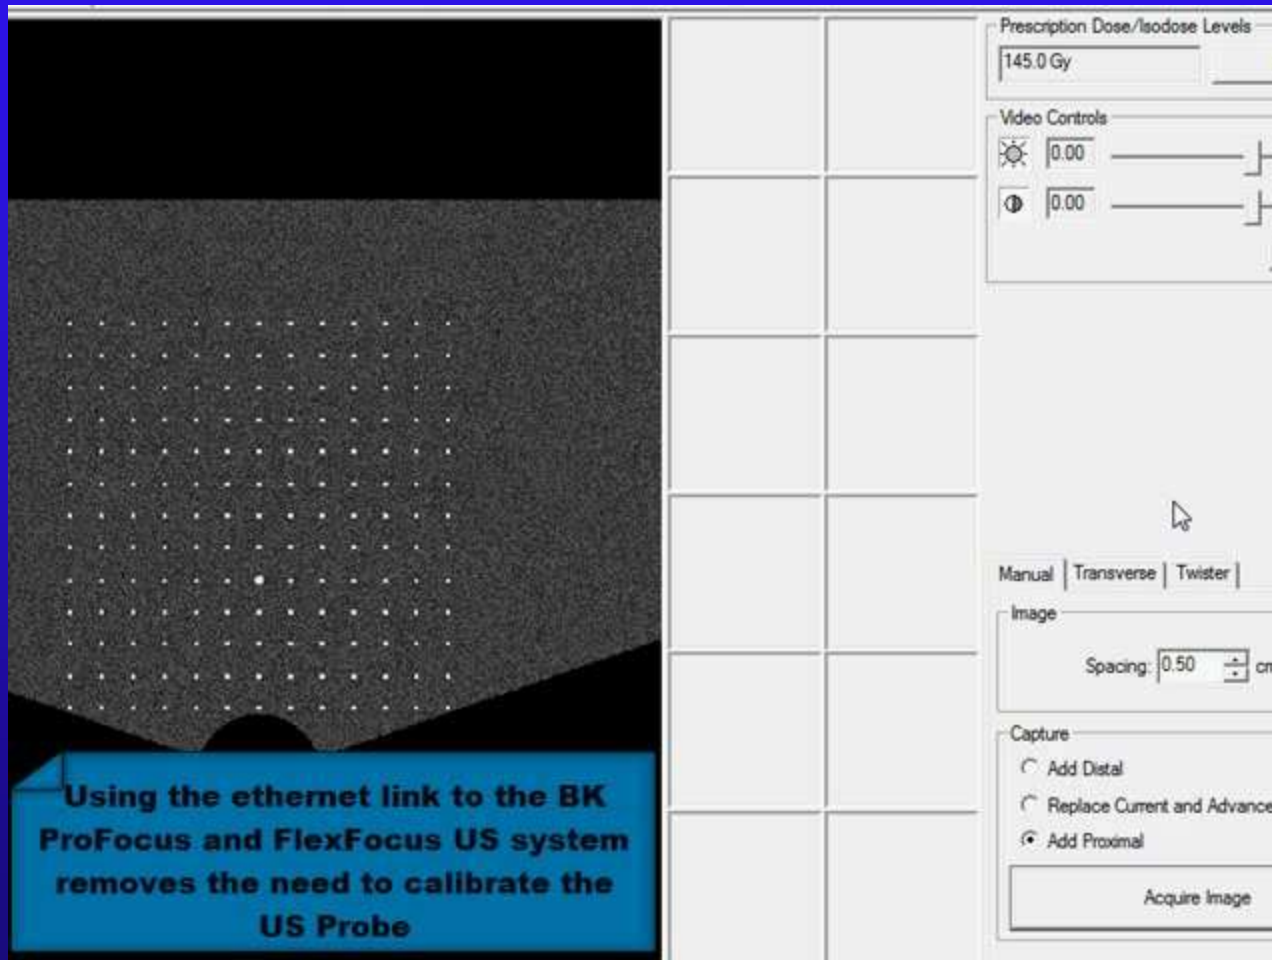 Prescription Dose/Isodose Levels
145.0 Gy
Video Controls
0.00
0.00
Manual Transverse Twister
Image
Spacing: 0.50 cm
Capture
Add Distal
Replace Current and Advance
Add Proximal
Acquire Image
Using the ethernet link to the BK
ProFocus and FlexFocus US system
removes the need to calibrate the
US Probe